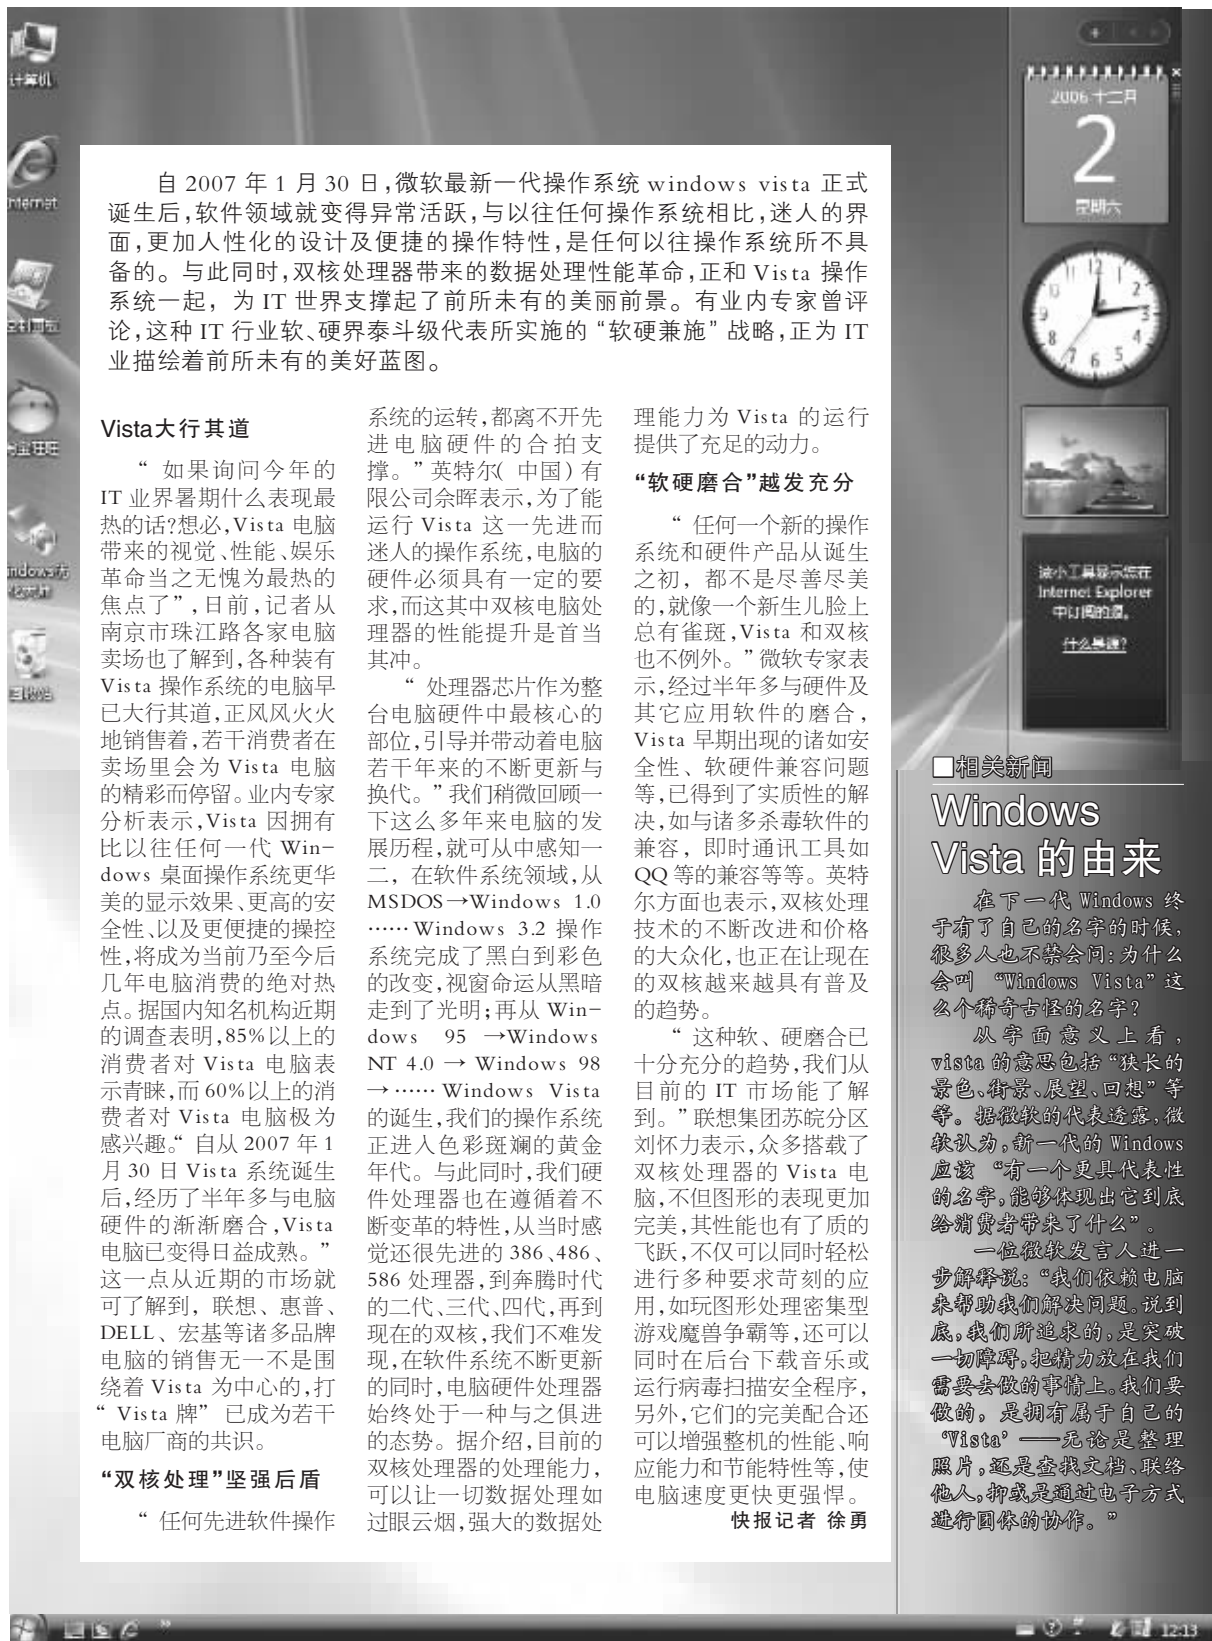 计算机
2006 十二月
2
星期六
Internet
自 2007 年 1 月 30 日,微软最新一代操作系统 windows vista 正式
诞生后,软件领域就变得异常活跃,与以往任何操作系统相比,迷人的界
面,更加人性化的设计及便捷的操作特性,是任何以往操作系统所不具
备的。与此同时,双核处理器带来的数据处理性能革命,正和 Vista 操作
系统一起，为 IT 世界支撑起了前所未有的美丽前景。有业内专家曾评
论,这种 IT 行业软、硬界泰斗级代表所实施的“软硬兼施”战略,正为 IT
业描绘着前所未有的美好蓝图。
Vista大行其道
“如果询问今年的
IT 业界暑期什么表现最
热的话?想必,Vista 电脑
带来的视觉、性能、娱乐
革命当之无愧为最热的
焦点了”,日前,记者从
南京市珠江路各家电脑
卖场也了解到,各种装有
Vista 操作系统的电脑早
已大行其道,正风风火火
地销售着,若干消费者在
卖场里会为 Vista 电脑
的精彩而停留。业内专家
分析表示,Vista 因拥有
比以往任何一代 Win-
dows 桌面操作系统更华
美的显示效果、更高的安
全性、以及更便捷的操控
性,将成为当前乃至今后
几年电脑消费的绝对热
点。据国内知名机构近期
的调查表明,85%以上的
消费者对 Vista 电脑表
示青睐,而 60%以上的消
费者对 Vista 电脑极为
感兴趣。“自从 2007 年 1
月 30 日 Vista 系统诞生
后,经历了半年多与电脑
硬件的渐渐磨合,Vista
电脑已变得日益成熟。”
这一点从近期的市场就
可了解到，联想、惠普、
DELL、宏基等诸多品牌
电脑的销售无一不是围
绕着 Vista 为中心的,打
“Vista 牌”已成为若干
电脑厂商的共识。
“双核处理”坚强后盾
“任何先进软件操作
系统的运转,都离不开先
进电脑硬件的合拍支
撑。”英特尔(中国)有
限公司余晖表示,为了能
运行 Vista 这一先进而
迷人的操作系统,电脑的
硬件必须具有一定的要
求,而这其中双核电脑处
理器的性能提升是首当
其冲。
“处理器芯片作为整
台电脑硬件中最核心的
部位,引导并带动着电脑
若干年来的不断更新与
换代。”我们稍微回顾一
下这么多年来电脑的发
展历程,就可从中感知一
二，在软件系统领域,从
MSDOS→Windows 1.0
……Windows 3.2 操作
系统完成了黑白到彩色
的改变,视窗命运从黑暗
走到了光明;再从 Win-
dows 95 →Windows
NT 4.0 → Windows 98
→ …… Windows Vista
的诞生,我们的操作系统
正进入色彩斑斓的黄金
年代。与此同时,我们硬
件处理器也在遵循着不
断变革的特性,从当时感
觉还很先进的 386、486、
586 处理器,到奔腾时代
的二代、三代、四代,再到
现在的双核,我们不难发
现,在软件系统不断更新
的同时,电脑硬件处理器
始终处于一种与之俱进
的态势。据介绍,目前的
双核处理器的处理能力,
可以让一切数据处理如
过眼云烟,强大的数据处
理能力为 Vista 的运行
提供了充足的动力。
“软硬磨合”越发充分
“任何一个新的操作
系统和硬件产品从诞生
之初，都不是尽善尽美
的,就像一个新生儿脸上
总有雀斑,Vista 和双核
也不例外。”微软专家表
示,经过半年多与硬件及
其它应用软件的磨合,
Vista 早期出现的诸如安
全性、软硬件兼容问题
等,已得到了实质性的解
决,如与诸多杀毒软件的
兼容，即时通讯工具如
QQ 等的兼容等等。英特
尔方面也表示,双核处理
技术的不断改进和价格
的大众化,也正在让现在
的双核越来越具有普及
的趋势。
“这种软、硬磨合已
十分充分的趋势,我们从
目前的 IT 市场能了解
到。”联想集团苏皖分区
刘怀力表示,众多搭载了
双核处理器的 Vista 电
脑,不但图形的表现更加
完美,其性能也有了质的
飞跃,不仅可以同时轻松
进行多种要求苛刻的应
用,如玩图形处理密集型
游戏魔兽争霸等,还可以
同时在后台下载音乐或
运行病毒扫描安全程序,
另外,它们的完美配合还
可以增强整机的性能、响
应能力和节能特性等,使
电脑速度更快更强悍。
快报记者 徐勇
该小工具显示您在
Internet Explorer
中订阅的源。
什么是源?
□相关新闻
Windows
Vista 的由来
在下一代 Windows 终
于有了自己的名字的时候,
很多人也不禁会问:为什么
会叫 “Windows Vista”这
么个稀奇古怪的名字?
从字面意义上看,
vista 的意思包括“狭长的
景色、街景、展望、回想”等
等。据微软的代表透露,微
软认为,新一代的 Windows
应该 “有一个更具代表性
的名字,能够体现出它到底
给消费者带来了什么”。
一位微软发言人进一
步解释说:“我们依赖电脑
来帮助我们解决问题。说到
底,我们所追求的,是突破
一切障碍,把精力放在我们
需要去做的事情上。我们要
做的，是拥有属于自己的
‘Vista’——无论是整理
照片,还是查找文档、联络
他人,抑或是通过电子方式
进行团体的协作。”
12:13